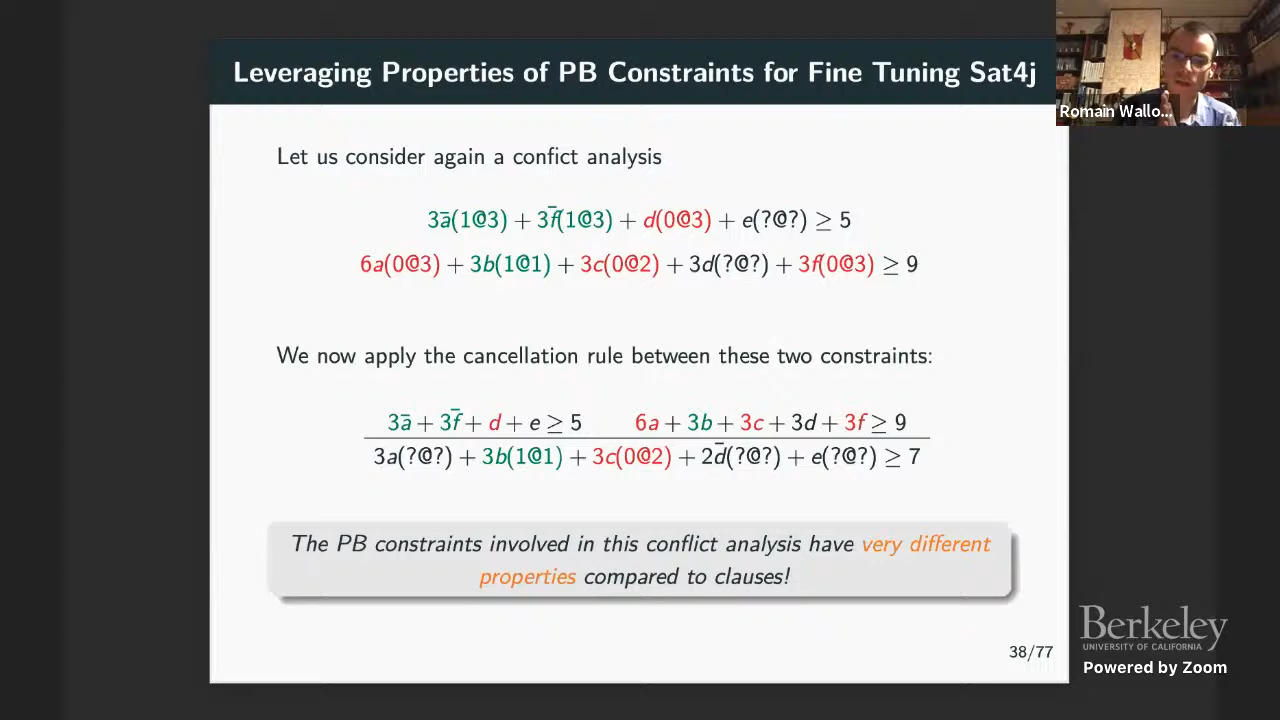 Leveraging Properties of PB Constraints for Fine Tuning Sat4j
Romain Wallo...
Let us consider again a confict analysis
3a̅(1@3) + 3f̅(1@3) + d(0@3) + e(?@?) ≥ 5
6a(0@3) + 3b(1@1) + 3c(0@2) + 3d(?@?) + 3f(0@3) ≥ 9
We now apply the cancellation rule between these two constraints:
3a̅ + 3f̅ + d + e ≥ 5 6a + 3b + 3c + 3d + 3f ≥ 9
3a(?@?) + 3b(1@1) + 3c(0@2) + 2d̅(?@?) + e(?@?) ≥ 7
The PB constraints involved in this conflict analysis have very different
properties compared to clauses!
38/77
Berkeley
UNIVERSITY OF CALIFORNIA
Powered by Zoom